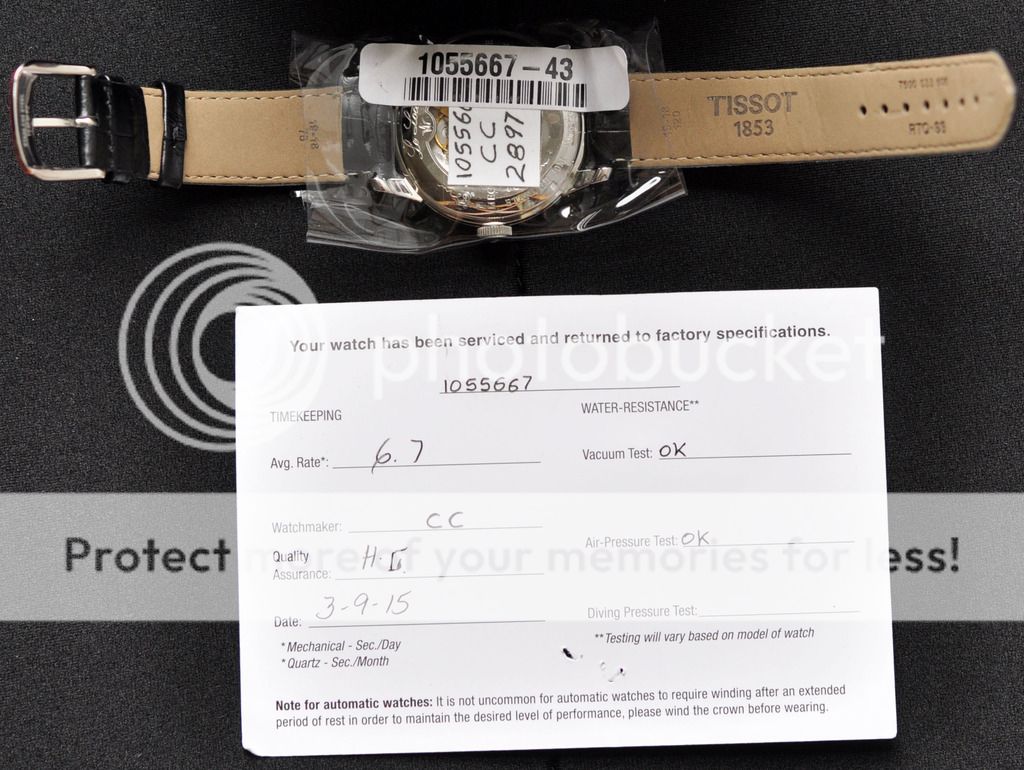 1055667-43
10556
CC
2897
TISSOT
1853
Your watch has been serviced and returned to factory specifications.
1055667
TIMEKEEPING
WATER-RESISTANCE**
Avg. Rate*: 6.7
Vacuum Test: OK
Watchmaker: CC
Air-Pressure Test: OK
Quality
Assurance:
Date: 3-9-15
Diving Pressure Test:
*Mechanical - Sec./Day
*Quartz - Sec./Month
**Testing will vary based on model of watch
Note for automatic watches: It is not uncommon for automatic watches to require winding after an extended
period of rest in order to maintain the desired level of performance, please wind the crown before wearing.
photobucket
Protect more of your memories for less!